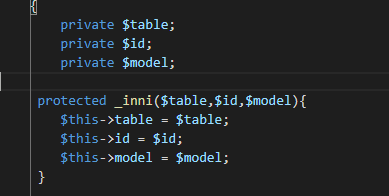 {
private $table;
private $id;
private $model;
protected _inni($table,$id,$model){
$this->table = $table;
$this->id = $id;
$this->model = $model;
}